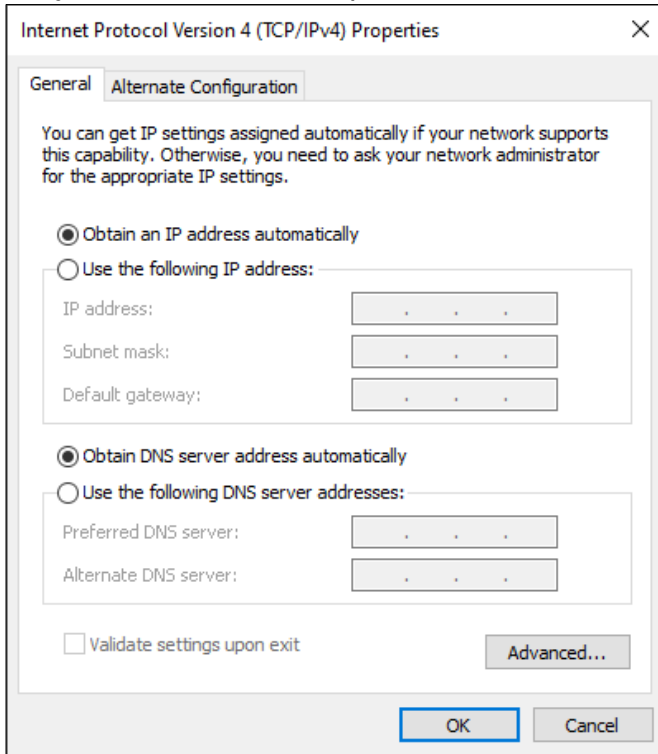 Internet Protocol Version 4 (TCP/IPv4) Properties
General
Alternate Configuration
You can get IP settings assigned automatically if your network supports
this capability. Otherwise, you need to ask your network administrator
for the appropriate IP settings.
Obtain an IP address automatically
Use the following IP address:
IP address:
Subnet mask:
Default gateway:
Obtain DNS server address automatically
Use the following DNS server addresses:
Preferred DNS server:
Alternate DNS server:
Validate settings upon exit
Advanced...
OK
Cancel